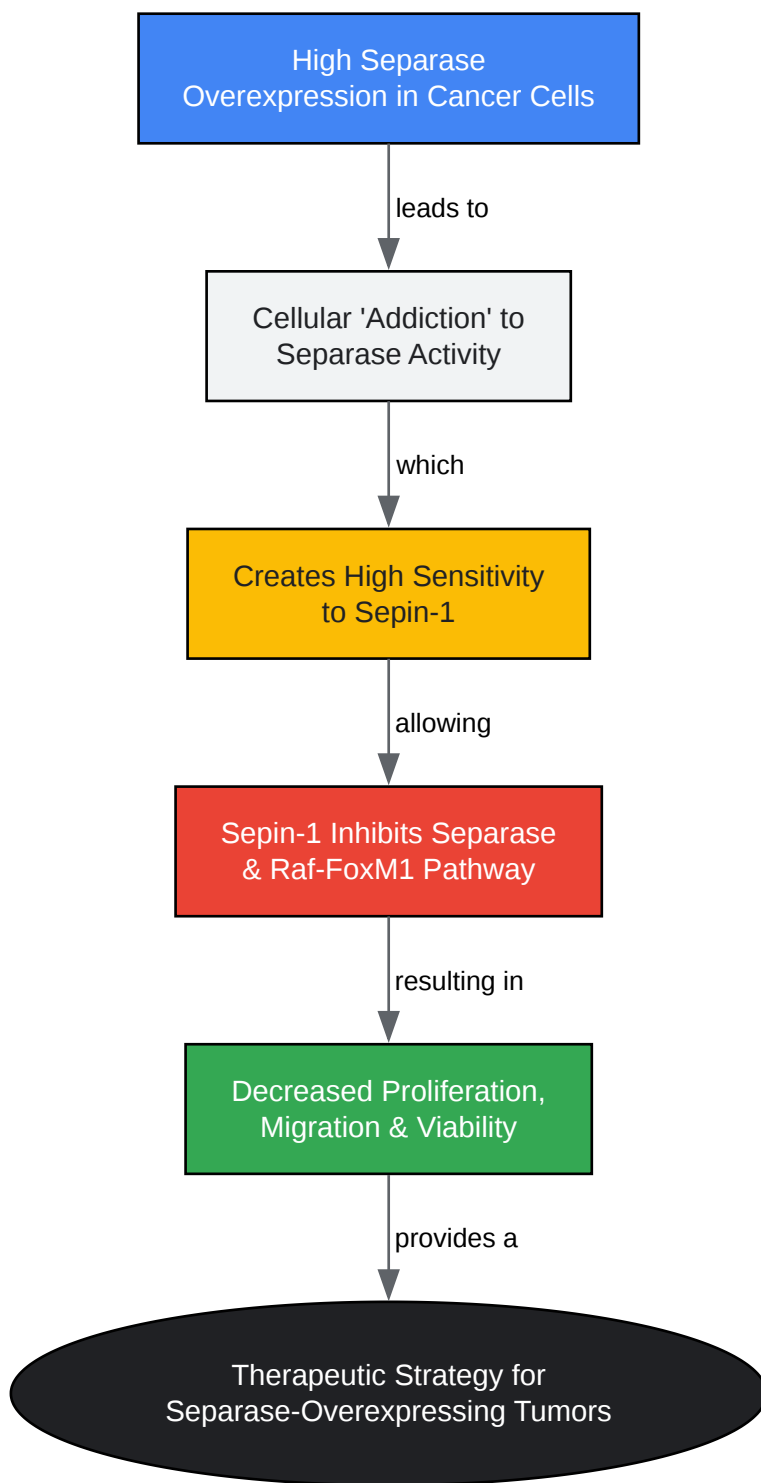 High Separase
Overexpression in Cancer Cells
leads to
Cellular 'Addiction' to
Separase Activity
which
Creates High Sensitivity
to Sepin-1
allowing
Sepin-1 Inhibits Separase
& Raf-FoxM1 Pathway
resulting in
Decreased Proliferation,
Migration & Viability
provides a
Therapeutic Strategy for
Separase-Overexpressing Tumors